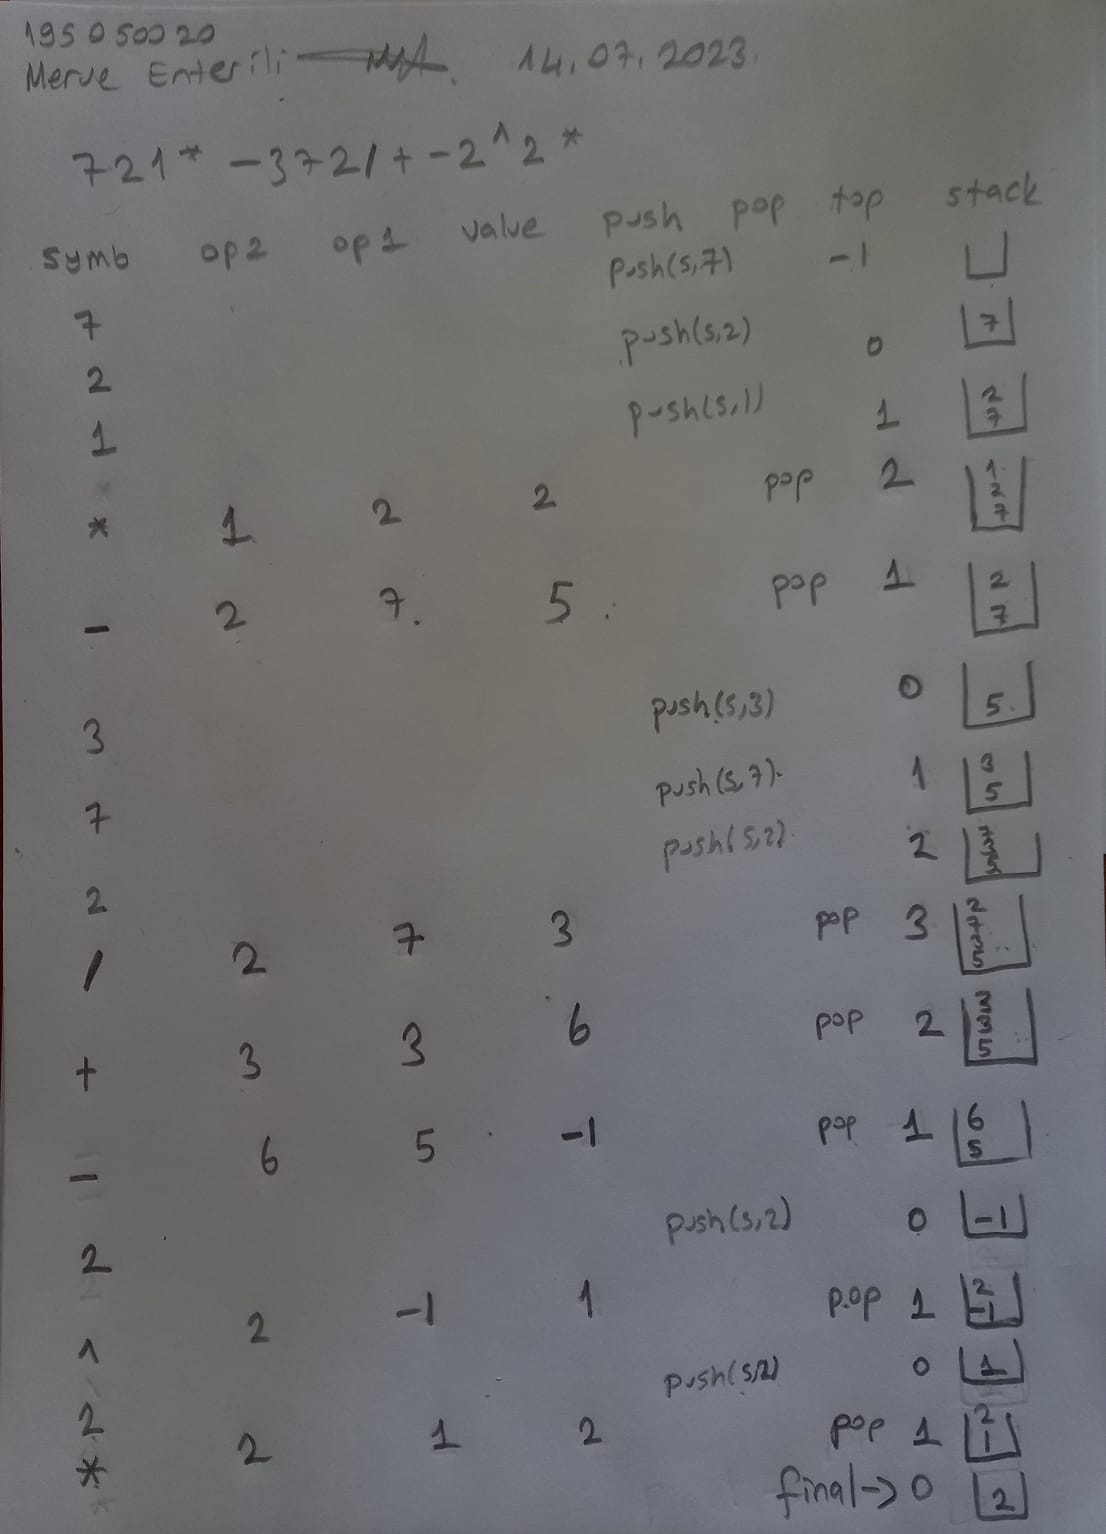 19505002​0
Merve Enterili 14.07.2023.
721* -372/+-2^2*
symb op2 op1 value push pop top stack
push(s,7) -1
7 push(s,2) 0 7
2 push(s,1) 1 2 7
1 pop 2 1 2 7
* 1 2 2
- 2 7. 5 pop 1 2 7
push(s,3) 0 5.
3 push(s,7). 1 3 5
7 push(s,2). 2 7 3 5
2 pop 3 2 7 3 5
/ 2 7 3
+ 3 3 6 pop 2 3 3 5
- 6 5 -1 pop 1 6 5
push(s,2) 0 -1
2 pop 1 2 -1
^ 2 -1 1
push(s,2) 0 1
2 pop 1 2 1
* 2 1 2
final-> 0 2